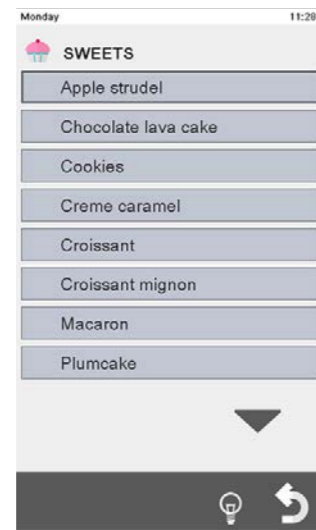 Monday 11:28
SWEETS
Apple strudel
Chocolate lava cake
Cookies
Creme caramel
Croissant
Croissant mignon
Macaron
Plumcake